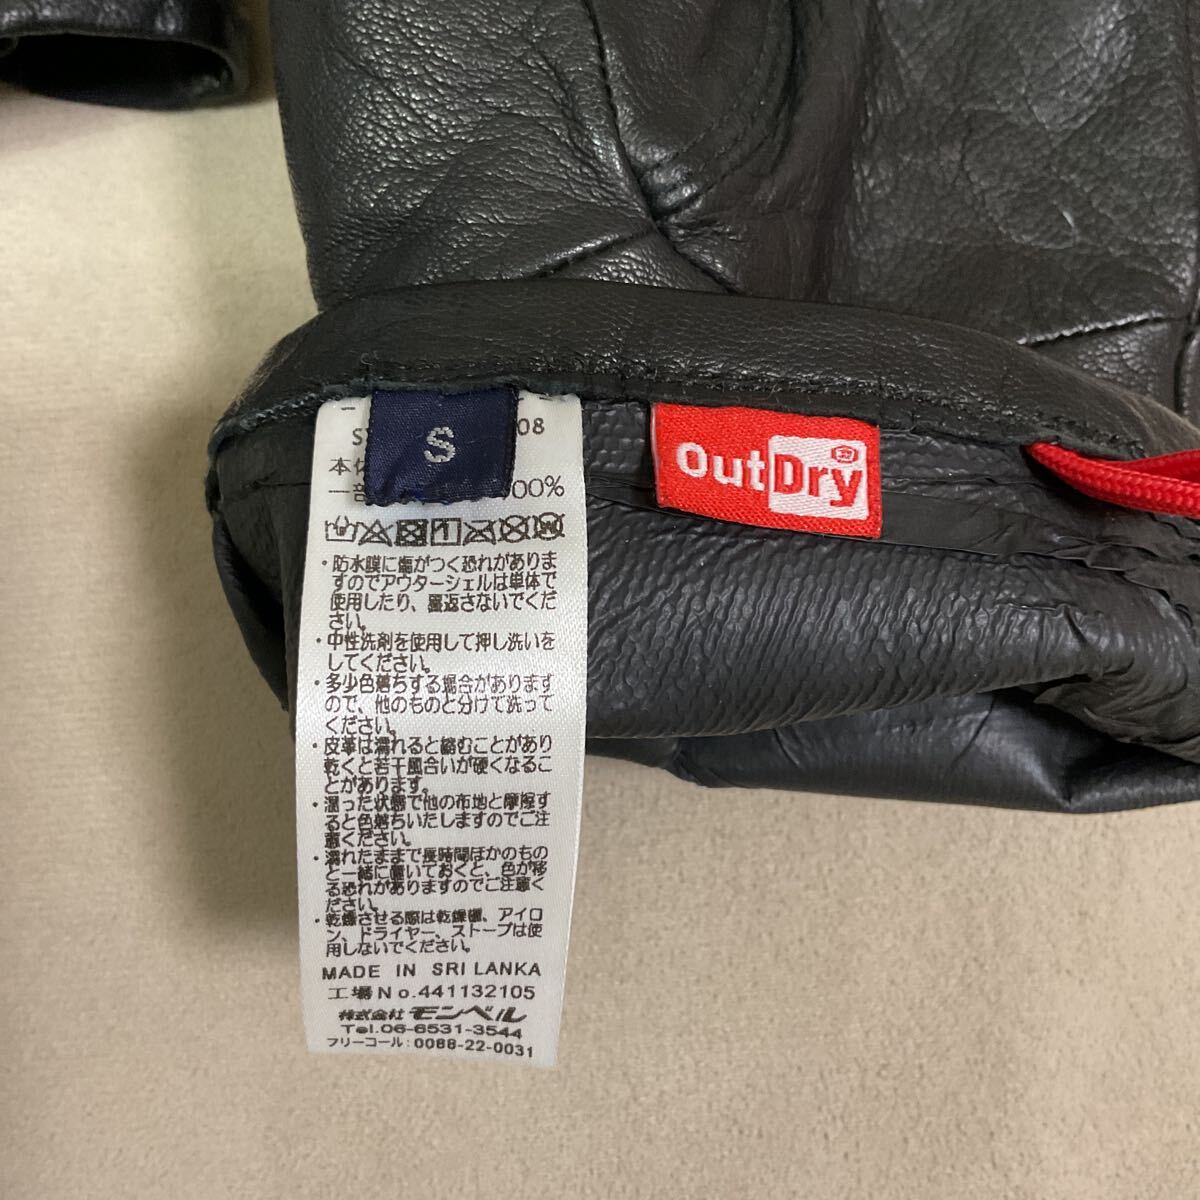 S
08
本体
一部
00%
OutDry
・防水膜に傷がつく恐れがありま
すのでアウターシェルは単体で
使用したり、裏返さないでくだ
さい。
・中性洗剤を使用して押し洗いを
してください。
・多少色落ちする場合があります
ので、他のものと分けて洗って
ください。
・皮革は濡れると縮むことがあり
乾くと若干風合いが硬くなるこ
とがあります。
・湿った状態で他の布地と摩擦す
ると色落ちいたしますのでご注
意ください。
・濡れたままで長時間ほかのもの
と一緒に置いておくと、色が移
る恐れがありますのでご注意く
ださい。
・乾燥させる際は乾燥機、アイロ
ン、ドライヤー、ストーブは使
用しないでください。
MADE IN SRI LANKA
工場No.441132105
株式会社 モンベル
Tel.06-6531-3544
フリーコール:0088-22-0031